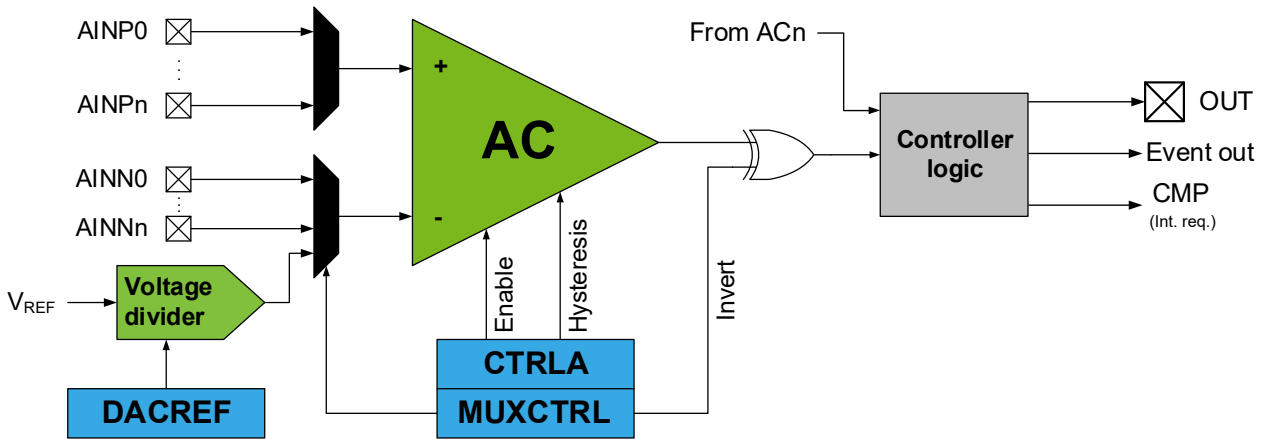 AINP0
AINPn
AINN0
AINNn
VREF
Voltage
divider
DACREF
+
AC
-
Enable
Hysteresis
Invert
CTRLA
MUXCTRL
From ACn
Controller
logic
OUT
Event out
CMP
(Int. req.)